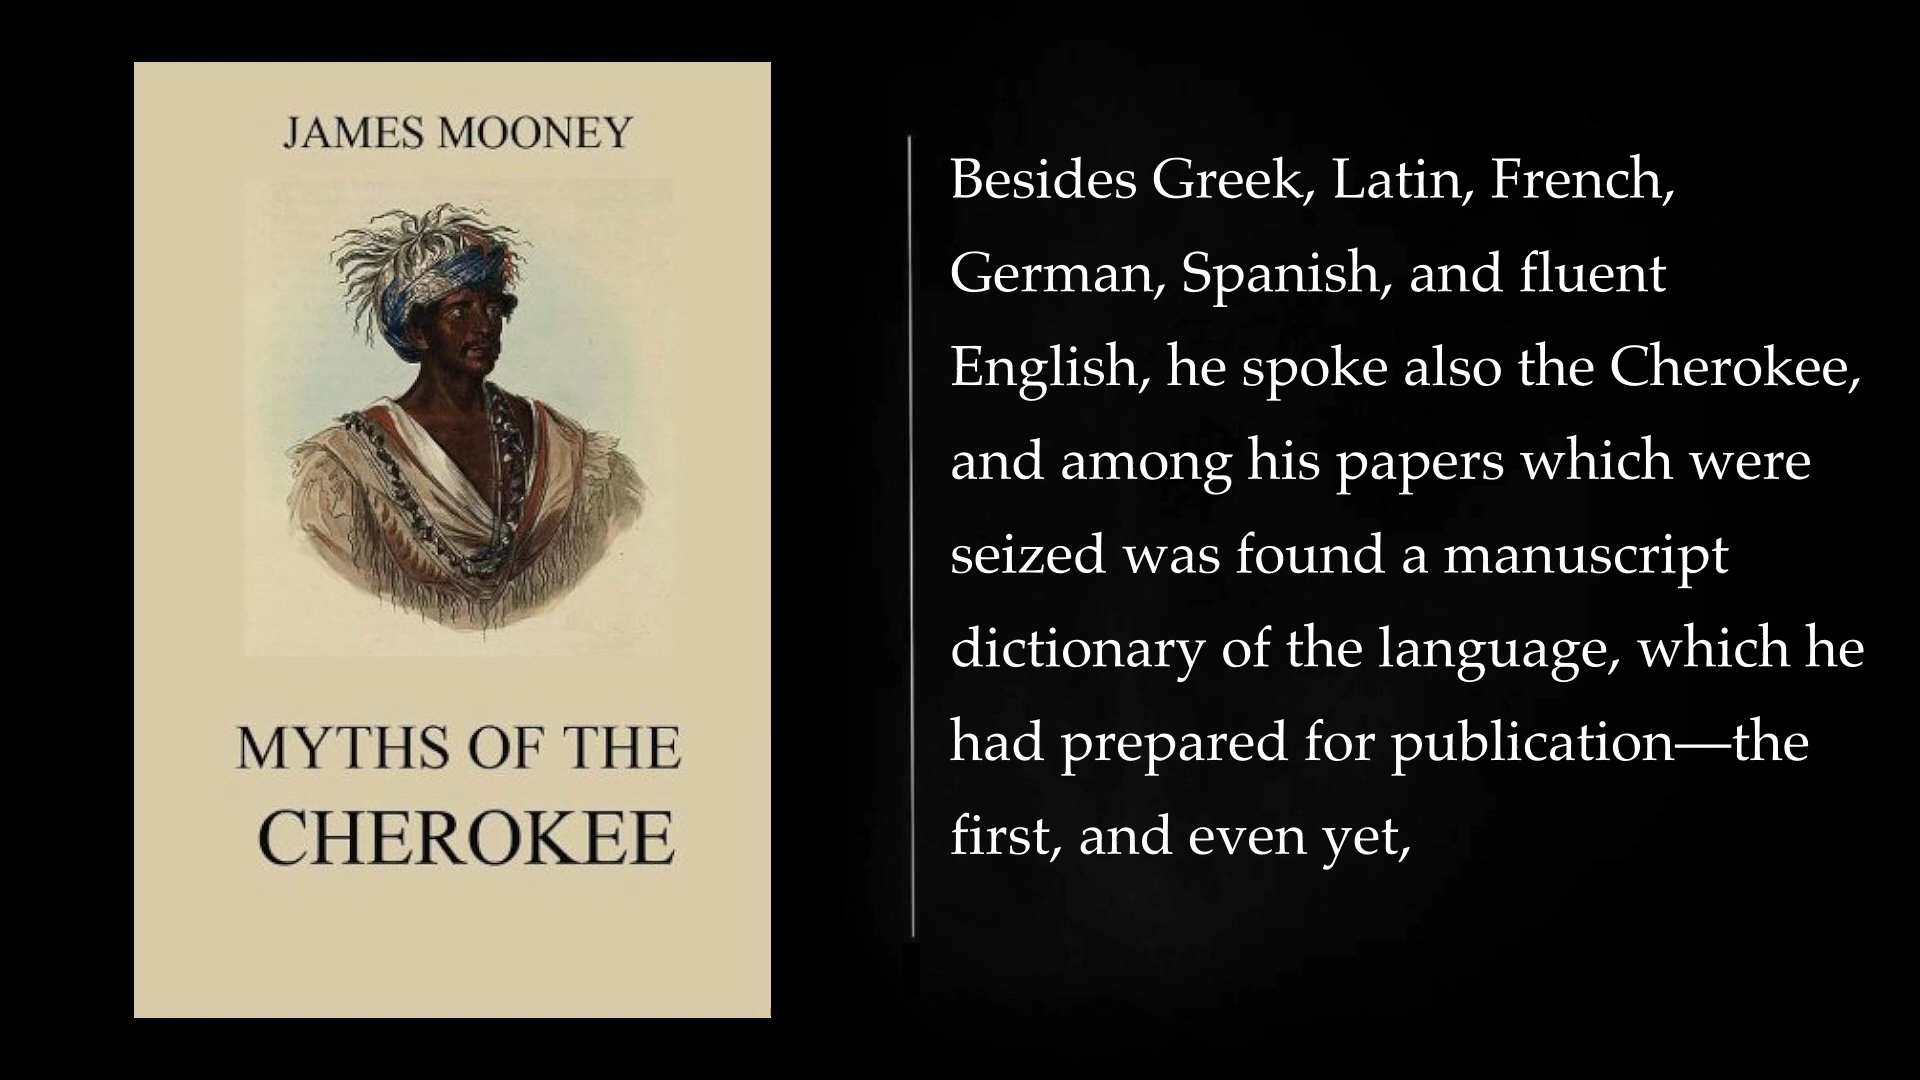 JAMES MOONEY
MYTHS OF THE
CHEROKEE
Besides Greek, Latin, French,
German, Spanish, and fluent
English, he spoke also the Cherokee,
and among his papers which were
seized was found a manuscript
dictionary of the language, which he
had prepared for publication—the
first, and even yet,